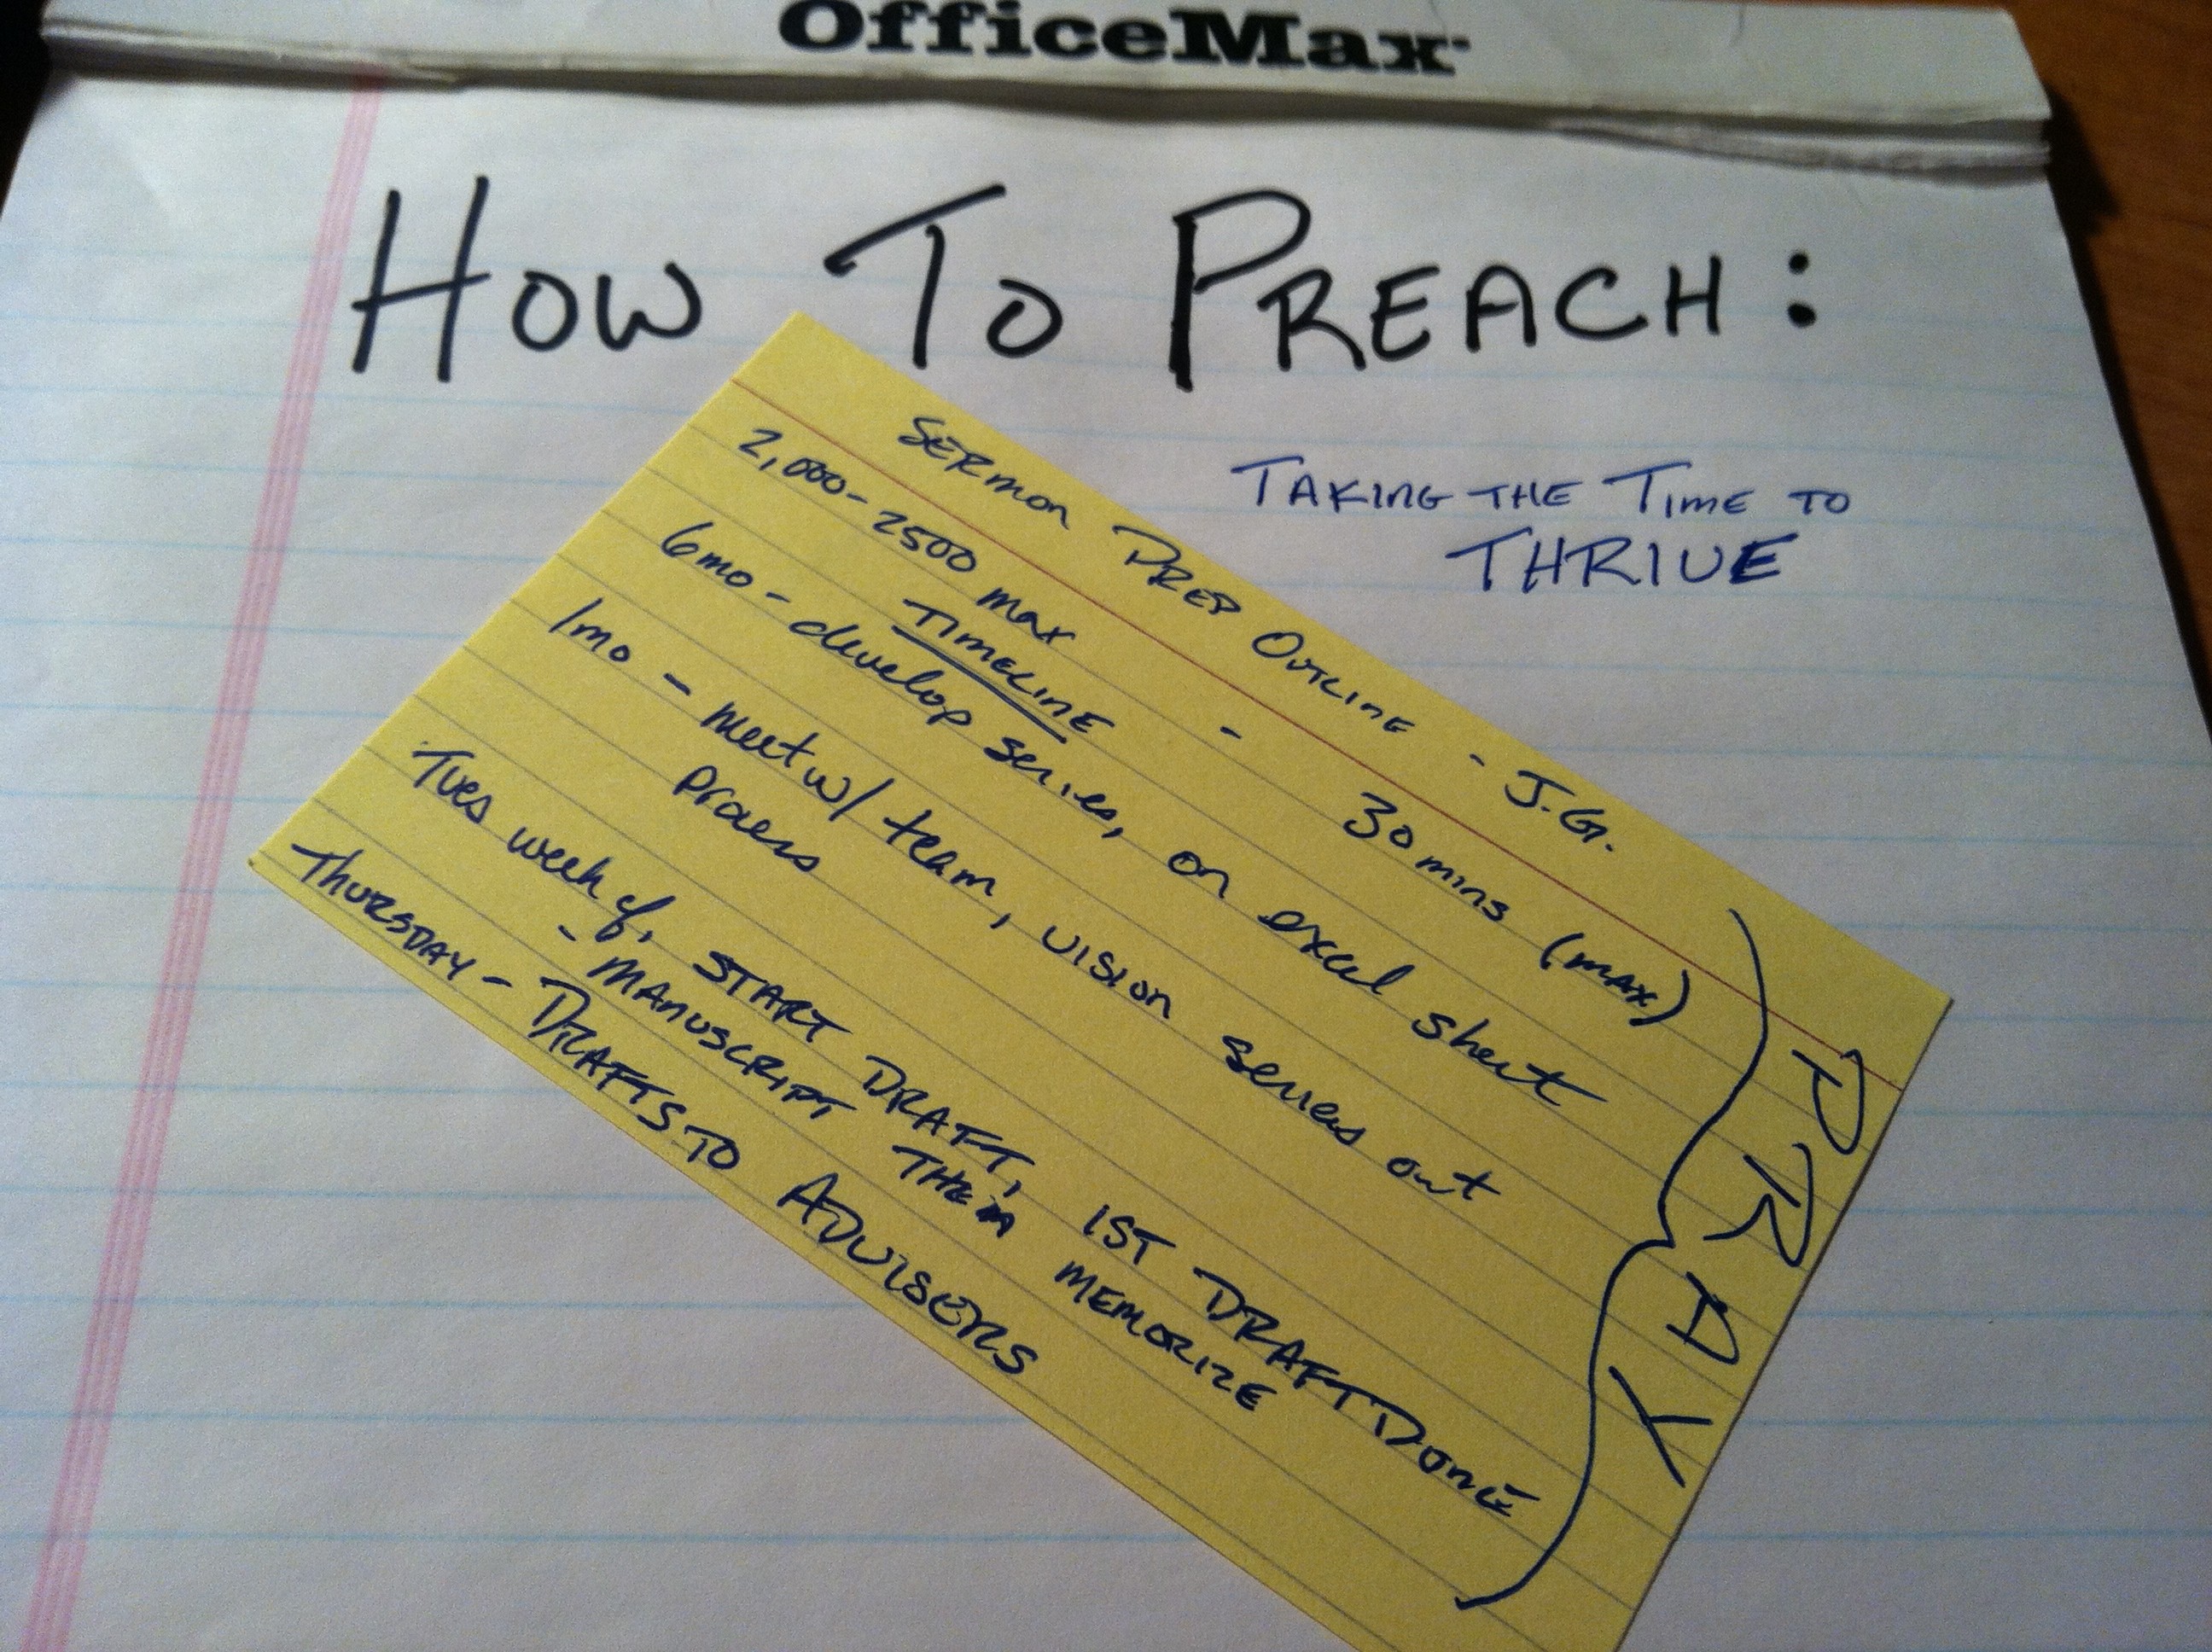 OfficeMax
HOW TO PREACH:
TAKING THE TIME TO
THRIVE
SERMON PREP OUTLINE - J.G.
2,000-2500 max - 30 mins (max)
TIMELINE
6mo - develop series, on excel sheet
1mo - meet w/ team, vision series out
process
Tues week of, START DRAFT, 1ST DRAFT DONE
- MANUSCRIPT THEN MEMORIZE
THURSDAY - DRAFTS TO ADVISERS
PRAY